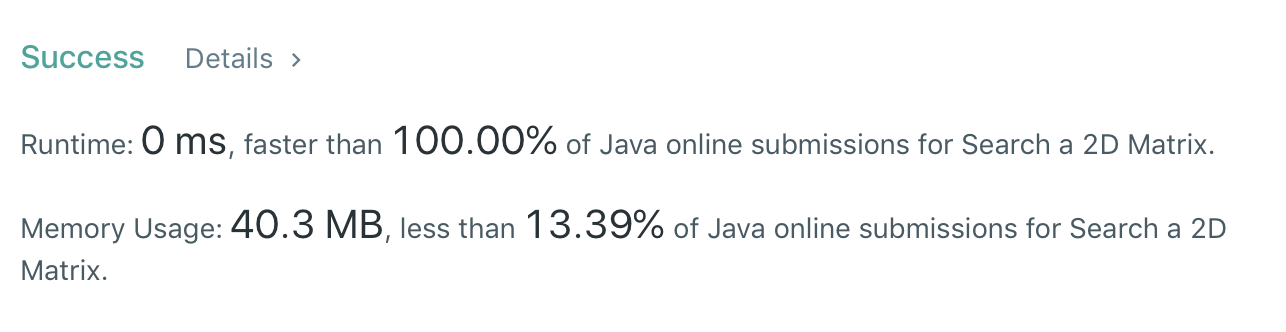 Success Details >
Runtime: 0 ms, faster than 100.00% of Java online submissions for Search a 2D Matrix.
Memory Usage: 40.3 MB, less than 13.39% of Java online submissions for Search a 2D
Matrix.